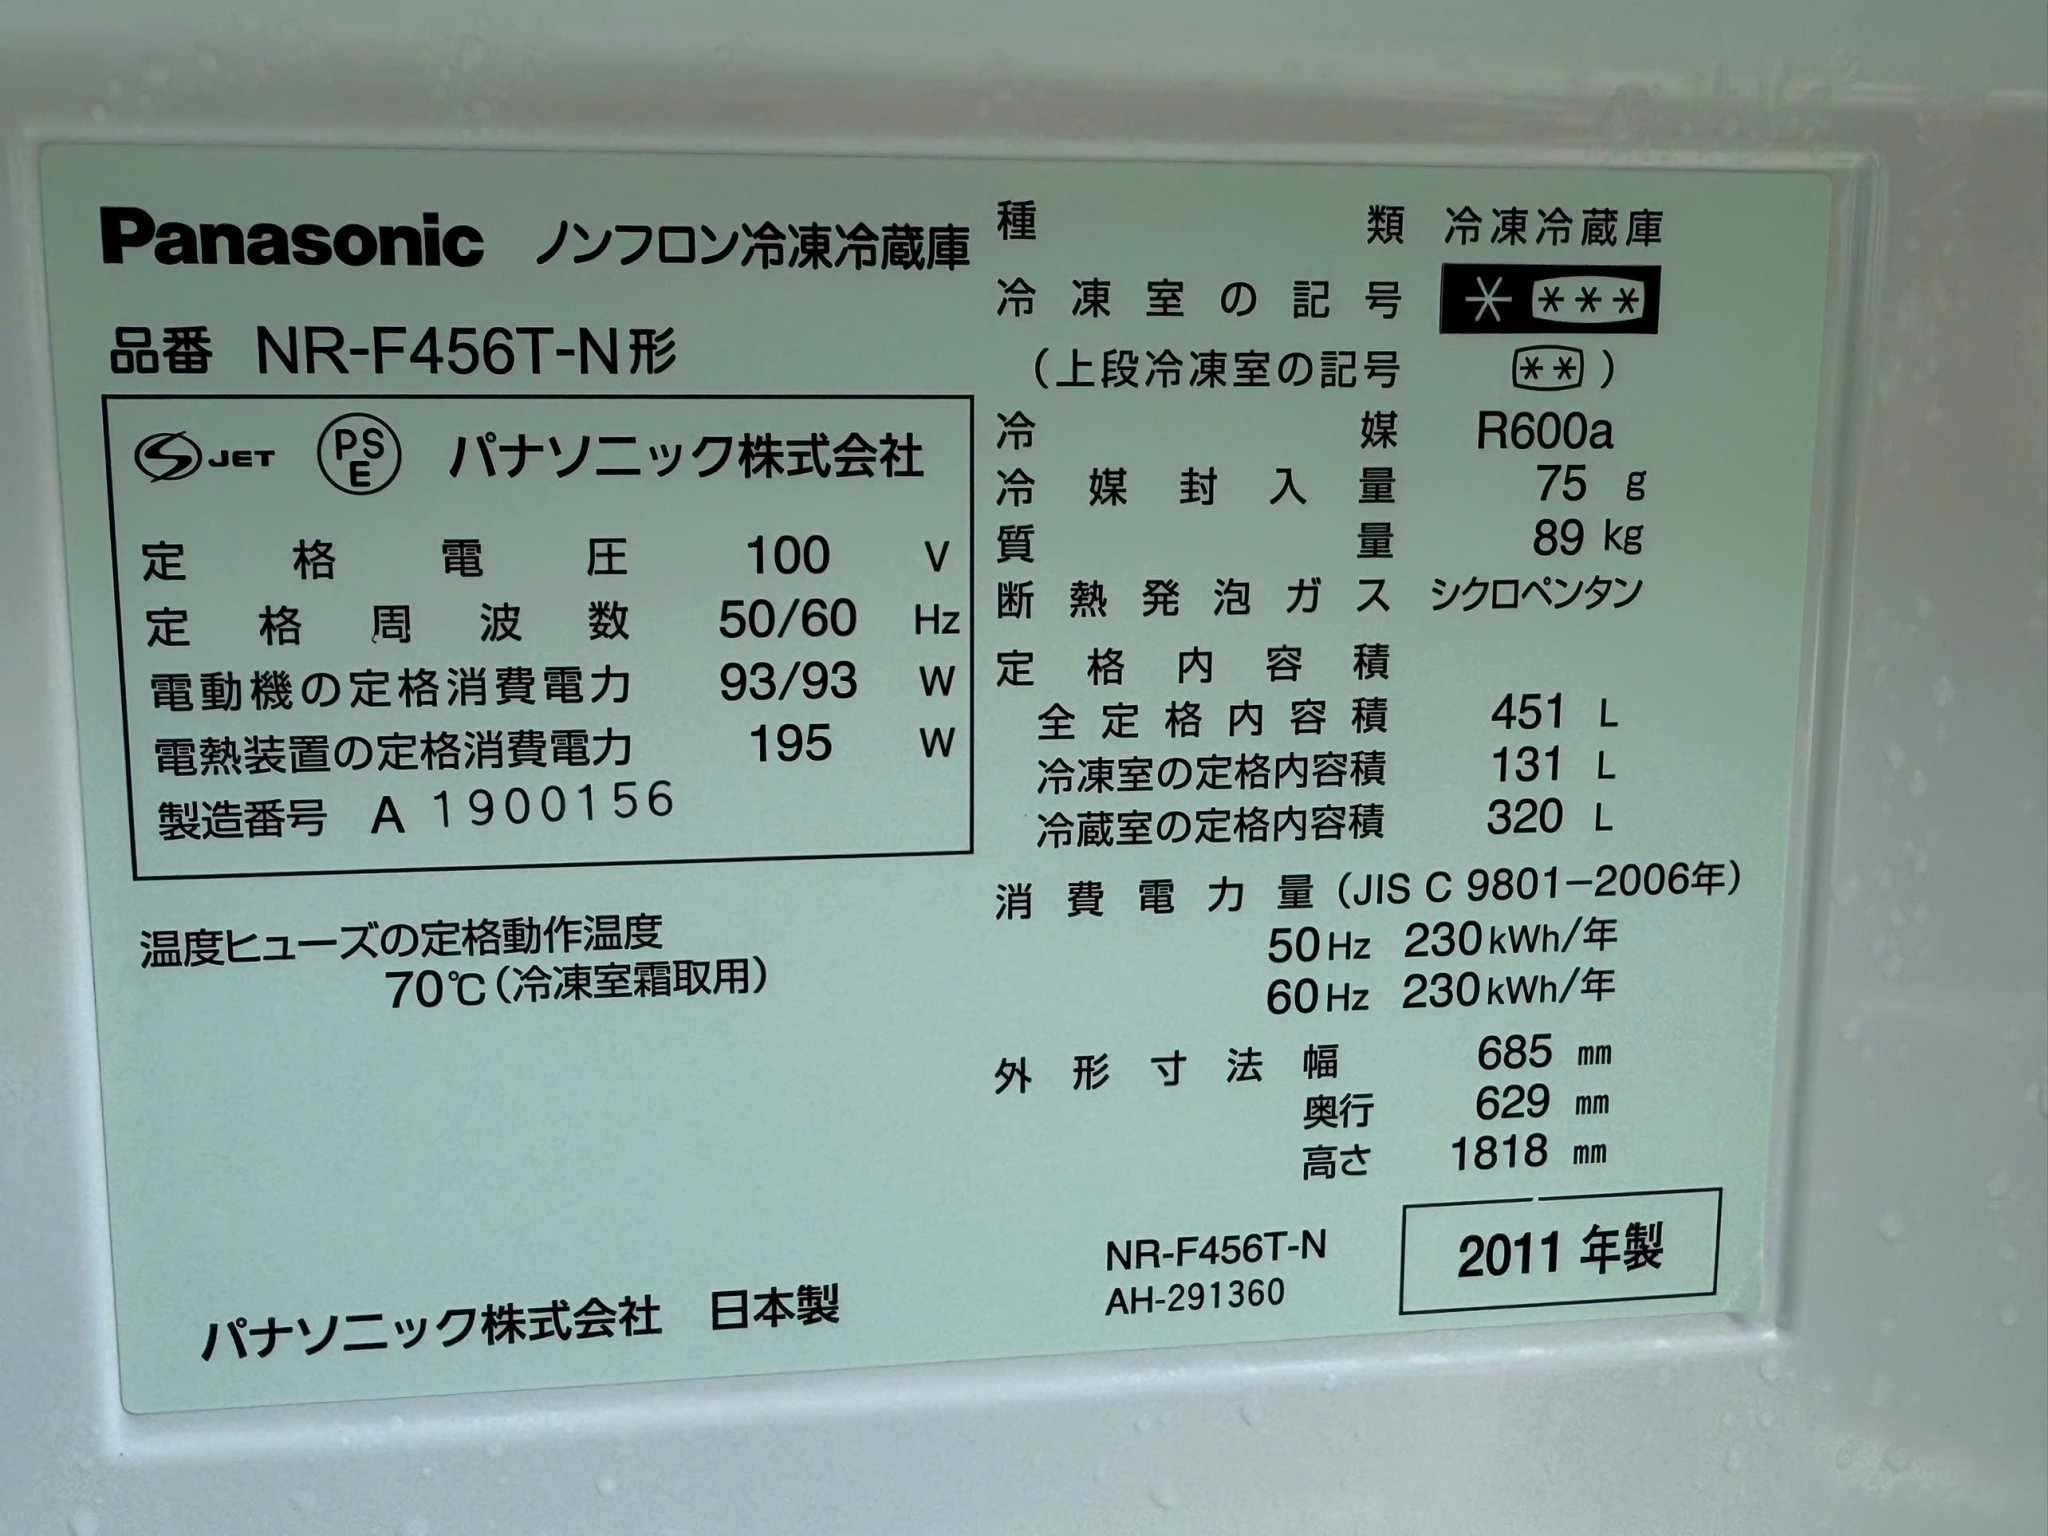 Panasonic ノンフロン冷凍冷蔵庫
品番 NR-F456T-N形
S JET PSE パナソニック株式会社
定格電圧 100 V
定格周波数 50/60 Hz
電動機の定格消費電力 93/93 W
電熱装置の定格消費電力 195 W
製造番号 A 1900156
温度ヒューズの定格動作温度
70℃(冷凍室霜取用)
パナソニック株式会社 日本製
種類 冷凍冷蔵庫
冷凍室の記号 * ***
(上段冷凍室の記号 **)
冷媒 R600a
冷媒封入量 75 g
質量 89 kg
断熱発泡ガス シクロペンタン
定格内容積
全定格内容積 451 L
冷凍室の定格内容積 131 L
冷蔵室の定格内容積 320 L
消費電力量(JIS C 9801-2006年)
50Hz 230kWh/年
60Hz 230kWh/年
外形寸法幅 685 mm
奥行 629 mm
高さ 1818 mm
NR-F456T-N
AH-291360
2011 年製